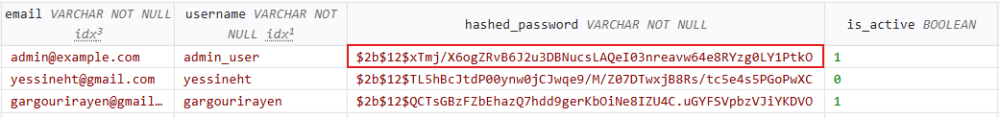 email VARCHAR NOT NULL idx3
username VARCHAR NOT NULL idx1
hashed_password VARCHAR NOT NULL
is_active BOOLEAN
admin@example.com admin_user $2b$12$xTmj/X6ogZRvB6J2u3DBNucsLAQeI03nreavw64e8RYzg0LY1PtkO 1
yessineht@gmail.com yessineht $2b$12$TL5hBcJtdP00ynw0jCJwqe9/M/Z07DTwxjB8Rs/tc5e4s5PGoPwXC 0
gargourirayen@gmail… gargourirayen $2b$12$QCTsGBzFZbEhazQ7hdd9gerKbOiNe8IZU4C.uGYFSVpbzVJiYKDVO 1